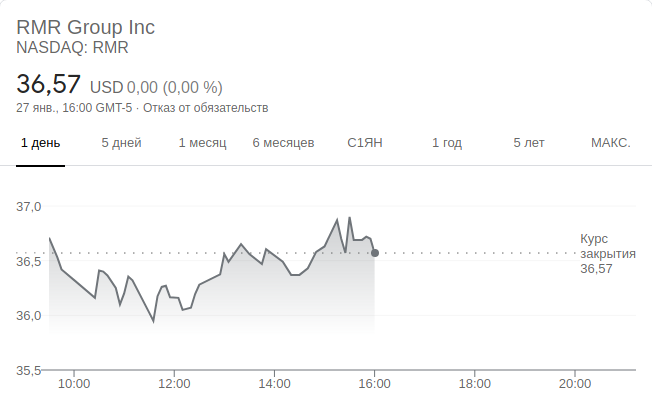 RMR Group Inc
NASDAQ: RMR
36,57 USD 0,00 (0,00 %)
27 янв., 16:00 GMT-5 · Отказ от обязательств
1 день 5 дней 1 месяц 6 месяцев С1ЯН 1 год 5 лет МАКС.
37,0
Курс
закрытия
36,5
36,57
36,0
35,5
10:00 12:00 14:00 16:00 18:00 20:00